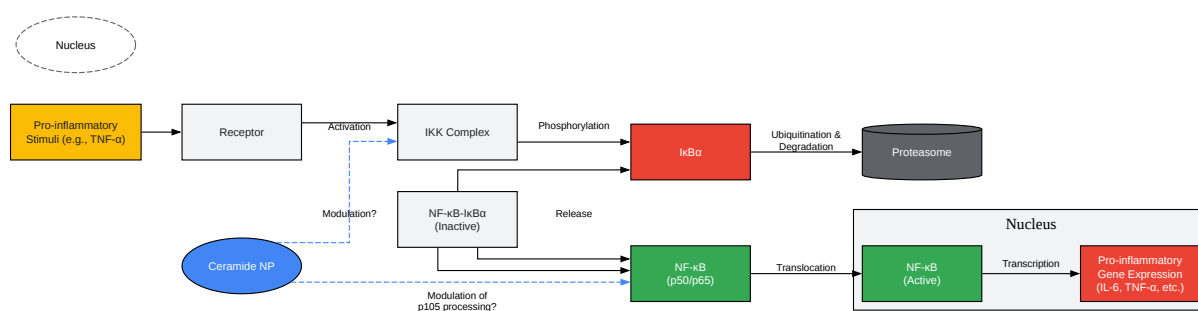 Nucleus
Pro-inflammatory
Stimuli (e.g., TNF-α)
Receptor
Activation
IKK Complex
Phosphorylation
IκBα
Ubiquitination &
Degradation
Proteasome
Modulation?
NF-κB-IκBα
(Inactive)
Release
Ceramide NP
Modulation of
p105 processing?
NF-κB
(p50/p65)
Translocation
Nucleus
NF-κB
(Active)
Transcription
Pro-inflammatory
Gene Expression
(IL-6, TNF-α, etc.)